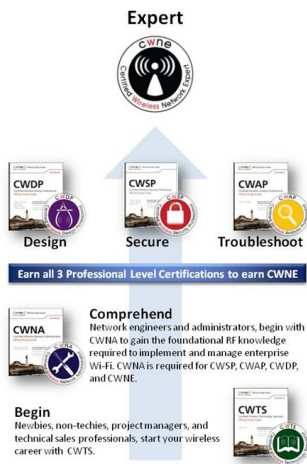 Expert
cwne
Certified Wireless Network Expert
CWDP
CWSP
CWAP
Design
Secure
Troubleshoot
Earn all 3 Professional Level Certifications to earn CWNE
CWNA
Comprehend
Network engineers and administrators, begin with
CWNA to gain the foundational RF knowledge
required to implement and manage enterprise
Wi-Fi. CWNA is required for CWSP, CWAP, CWDP,
and CWNE.
Begin
Newbies, non-techies, project managers, and
technical sales professionals, start your wireless
career with CWTS.
CWTS